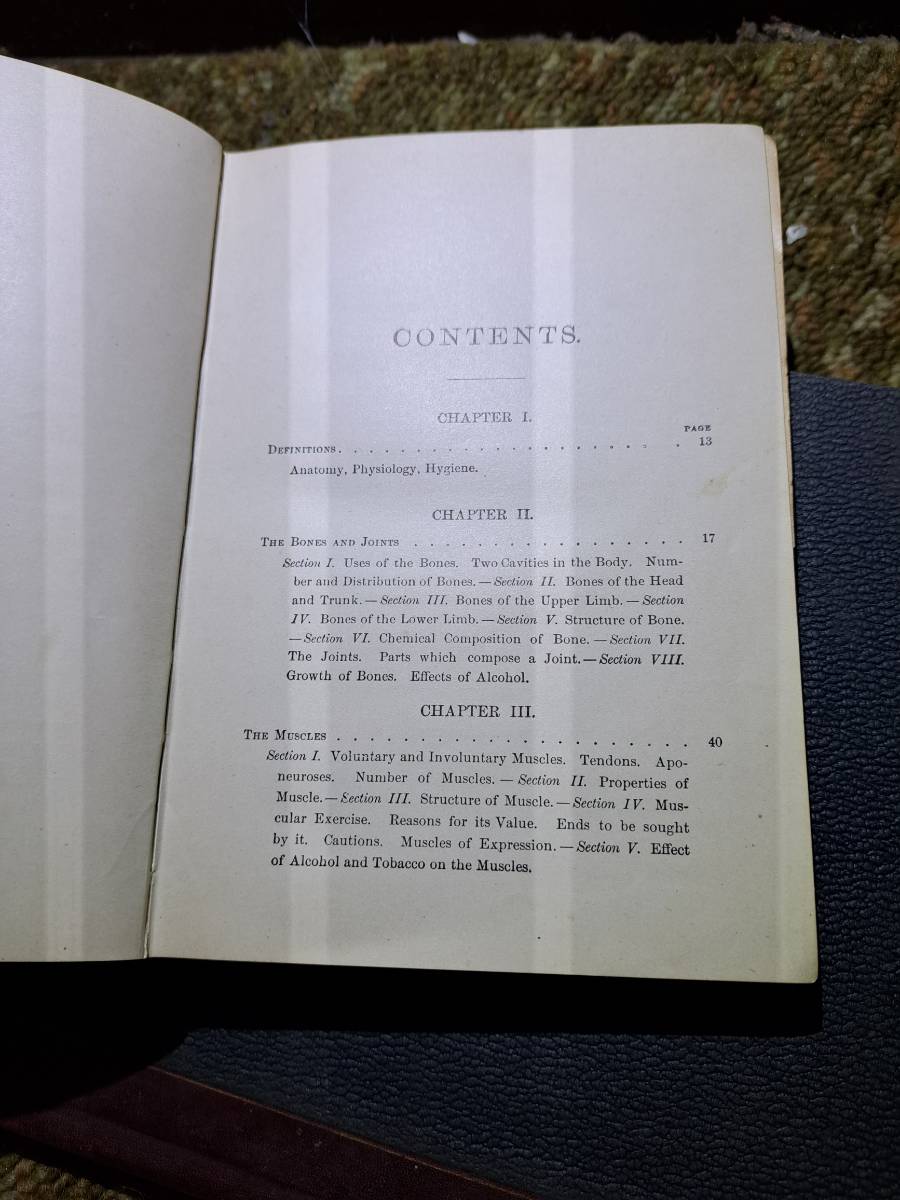 CONTENTS.
CHAPTER I.
PAGE
DEFINITIONS. . . . . . . . . . . . . . . . . . . 13
Anatomy, Physiology, Hygiene.
CHAPTER II.
THE BONES AND JOINTS . . . . . . . . . . . . . . . . . 17
Section I. Uses of the Bones. Two Cavities in the Body. Num-
ber and Distribution of Bones. — Section II. Bones of the Head
and Trunk. — Section III. Bones of the Upper Limb. — Section
IV. Bones of the Lower Limb. — Section V. Structure of Bone.
— Section VI. Chemical Composition of Bone. — Section VII.
The Joints. Parts which compose a Joint. — Section VIII.
Growth of Bones. Effects of Alcohol.
CHAPTER III.
THE MUSCLES . . . . . . . . . . . . . . . . . . . . . . 40
Section I. Voluntary and Involuntary Muscles. Tendons. Apo-
neuroses. Number of Muscles. — Section II. Properties of
Muscle. — Section III. Structure of Muscle. — Section IV. Mus-
cular Exercise. Reasons for its Value. Ends to be sought
by it. Cautions. Muscles of Expression. — Section V. Effect
of Alcohol and Tobacco on the Muscles.